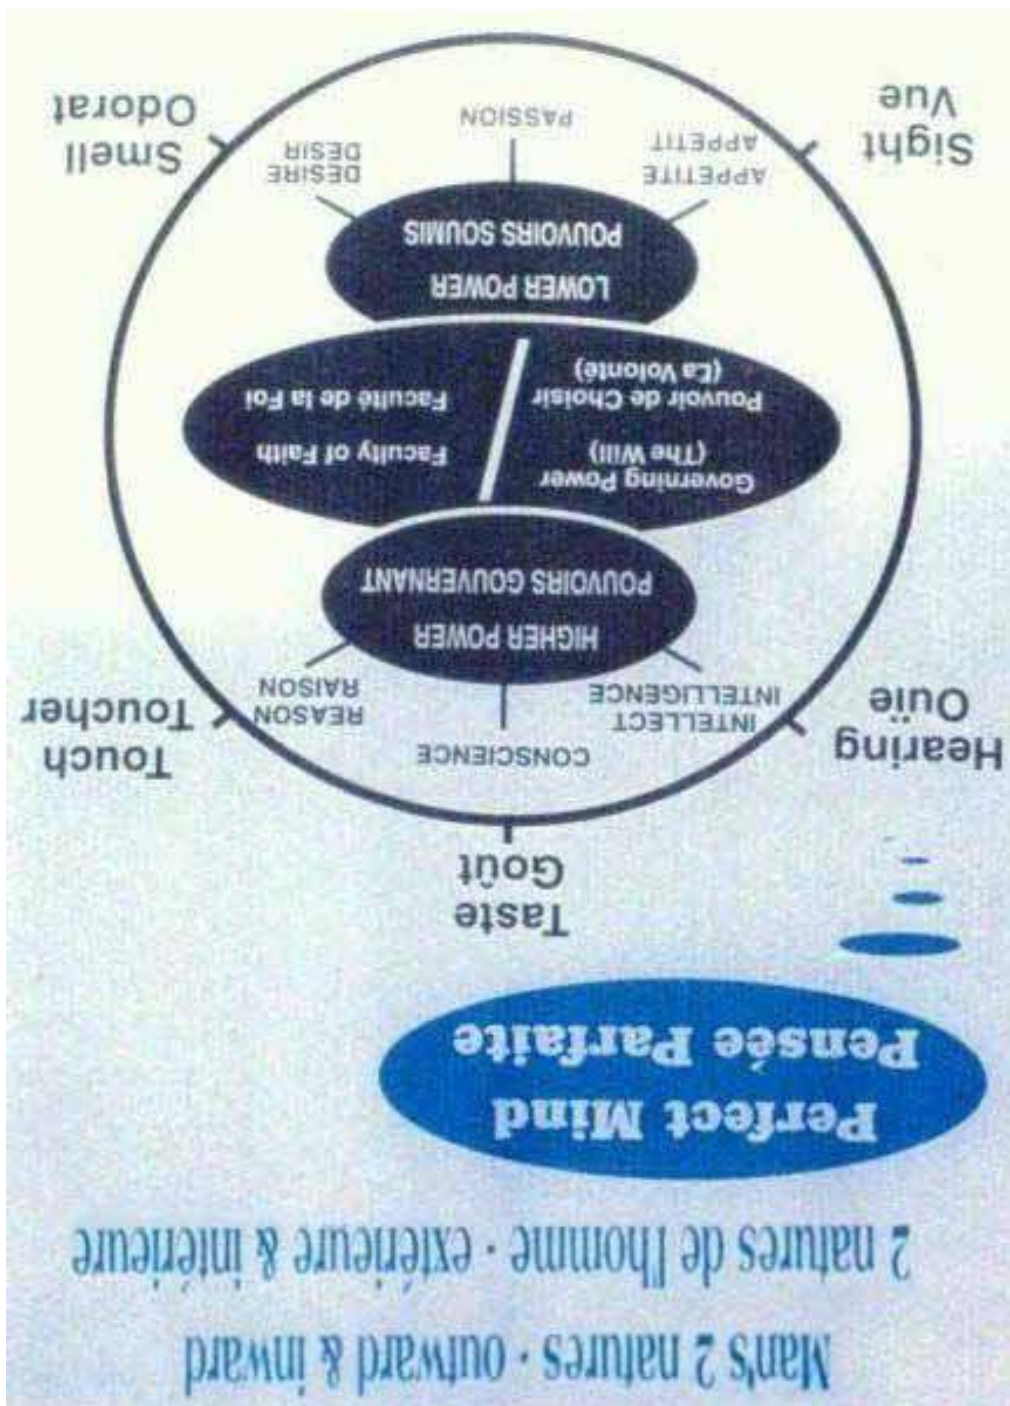 Man's 2 natures · outward & inward
2 natures de l'homme · extérieure & intérieure
Perfect Mind
Pensée Parfaite
Taste
Goût
Hearing
Ouïe
Touch
Toucher
CONSCIENCE
INTELLECT
INTELLIGENCE
REASON
RAISON
HIGHER POWER
POUVOIRS GOUVERNANT
Governing Power
(The Will)
Pouvoir de Choisir
(La Volonté)
Faculty of Faith
Faculté de la Foi
LOWER POWER
POUVOIRS SOUMIS
APPETITE
APPETIT
PASSION
DESIRE
DESIR
Sight
Vue
Smell
Odorat